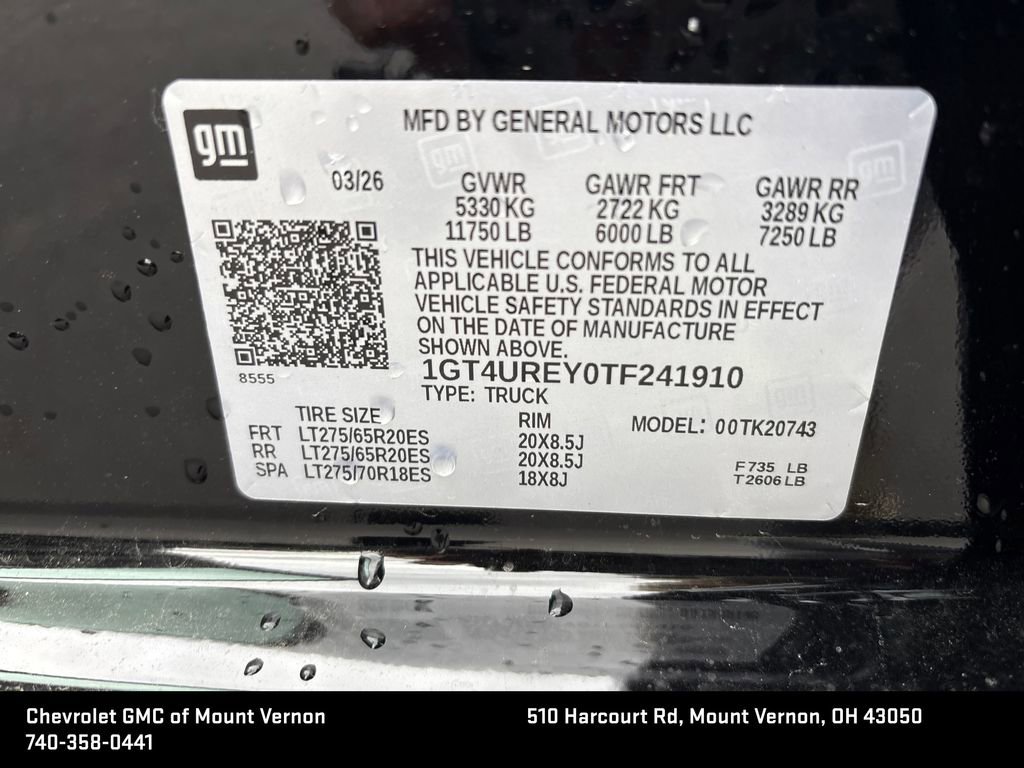 gm
MFD BY GENERAL MOTORS LLC
03/26
GVWR GAWR FRT GAWR RR
5330 KG 2722 KG 3289 KG
11750 LB 6000 LB 7250 LB
THIS VEHICLE CONFORMS TO ALL
APPLICABLE U.S. FEDERAL MOTOR
VEHICLE SAFETY STANDARDS IN EFFECT
ON THE DATE OF MANUFACTURE
SHOWN ABOVE.
8555
1GT4UREY0TF241910
TYPE: TRUCK
TIRE SIZE RIM MODEL: 00TK20743
FRT LT275/65R20ES 20X8.5J
RR LT275/65R20ES 20X8.5J
SPA LT275/70R18ES 18X8J
F735 LB
T2606 LB
Chevrolet GMC of Mount Vernon 510 Harcourt Rd, Mount Vernon, OH 43050
740-358-0441